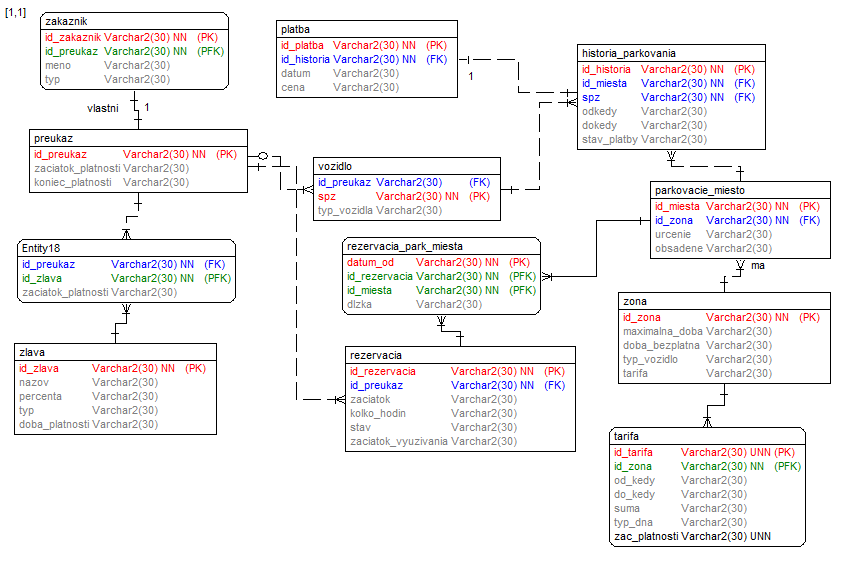 [1,1]
zakaznik
id_zakaznik Varchar2(30) NN (PK)
id_preukaz Varchar2(30) NN (PFK)
meno Varchar2(30)
typ Varchar2(30)
vlastni 1
preukaz
id_preukaz Varchar2(30) NN (PK)
zaciatok_platnosti Varchar2(30)
koniec_platnosti Varchar2(30)
Entity18
id_preukaz Varchar2(30) NN (FK)
id_zlava Varchar2(30) NN (PFK)
zaciatok_platnosti Varchar2(30)
zlava
id_zlava Varchar2(30) NN (PK)
nazov Varchar2(30)
percenta Varchar2(30)
typ Varchar2(30)
doba_platnosti Varchar2(30)
platba
id_platba Varchar2(30) NN (PK)
id_historia Varchar2(30) NN (FK)
datum Varchar2(30)
cena Varchar2(30)
1
vozidlo
id_preukaz Varchar2(30) (FK)
spz Varchar2(30) NN (PK)
typ_vozidla Varchar2(30)
rezervacia_park_miesta
datum_od Varchar2(30) NN (PK)
id_rezervacia Varchar2(30) NN (PFK)
id_miesta Varchar2(30) NN (PFK)
dlzka Varchar2(30)
rezervacia
id_rezervacia Varchar2(30) NN (PK)
id_preukaz Varchar2(30) NN (FK)
zaciatok Varchar2(30)
kolko_hodin Varchar2(30)
stav Varchar2(30)
zaciatok_vyuzivania Varchar2(30)
historia_parkovania
id_historia Varchar2(30) NN (PK)
id_miesta Varchar2(30) NN (FK)
spz Varchar2(30) NN (FK)
odkedy Varchar2(30)
dokedy Varchar2(30)
stav_platby Varchar2(30)
parkovacie_miesto
id_miesta Varchar2(30) NN (PK)
id_zona Varchar2(30) NN (FK)
urcenie Varchar2(30)
obsadene Varchar2(30)
ma
zona
id_zona Varchar2(30) NN (PK)
maximalna_doba Varchar2(30)
doba_bezplatna Varchar2(30)
typ_vozidlo Varchar2(30)
tarifa Varchar2(30)
tarifa
id_tarifa Varchar2(30) UNN (PK)
id_zona Varchar2(30) NN (PFK)
od_kedy Varchar2(30)
do_kedy Varchar2(30)
suma Varchar2(30)
typ_dna Varchar2(30)
zac_platnosti Varchar2(30) UNN